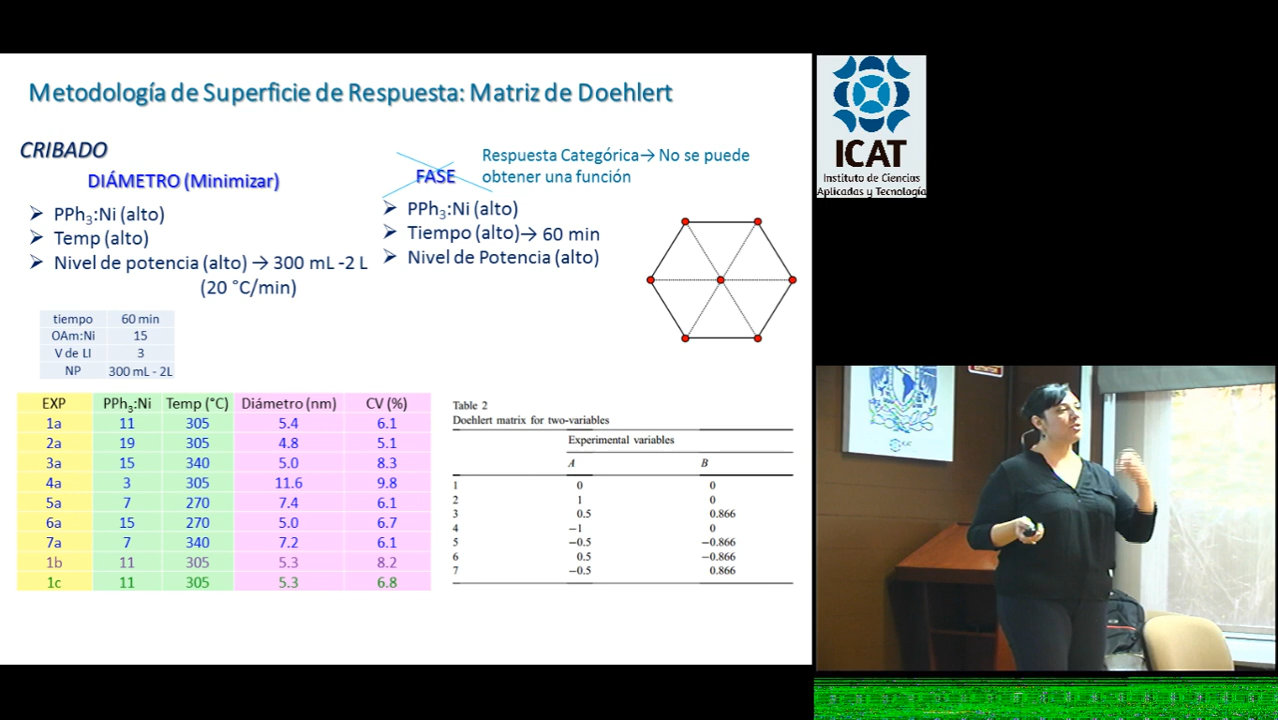 Metodología de Superficie de Respuesta: Matriz de Doehlert
CRIBADO
DIÁMETRO (Minimizar)
➢ PPh3:Ni (alto)
➢ Temp (alto)
➢ Nivel de potencia (alto) → 300 mL -2 L
(20 °C/min)
FASE
Respuesta Categórica→ No se puede
obtener una función
➢ PPh3:Ni (alto)
➢ Tiempo (alto)→ 60 min
➢ Nivel de Potencia (alto)
tiempo 60 min
OAm:Ni 15
V de LI 3
NP 300 mL - 2L
EXP PPh3:Ni Temp (°C) Diámetro (nm) CV (%)
1a 11 305 5.4 6.1
2a 19 305 4.8 5.1
3a 15 340 5.0 8.3
4a 3 305 11.6 9.8
5a 7 270 7.4 6.1
6a 15 270 5.0 6.7
7a 7 340 7.2 6.1
1b 11 305 5.3 8.2
1c 11 305 5.3 6.8
Table 2
Doehlert matrix for two-variables
Experimental variables
A B
1 0 0
2 1 0
3 0.5 0.866
4 −1 0
5 −0.5 −0.866
6 0.5 −0.866
7 −0.5 0.866
ICAT
Instituto de Ciencias
Aplicadas y Tecnología
EXTINTOR
ICAT